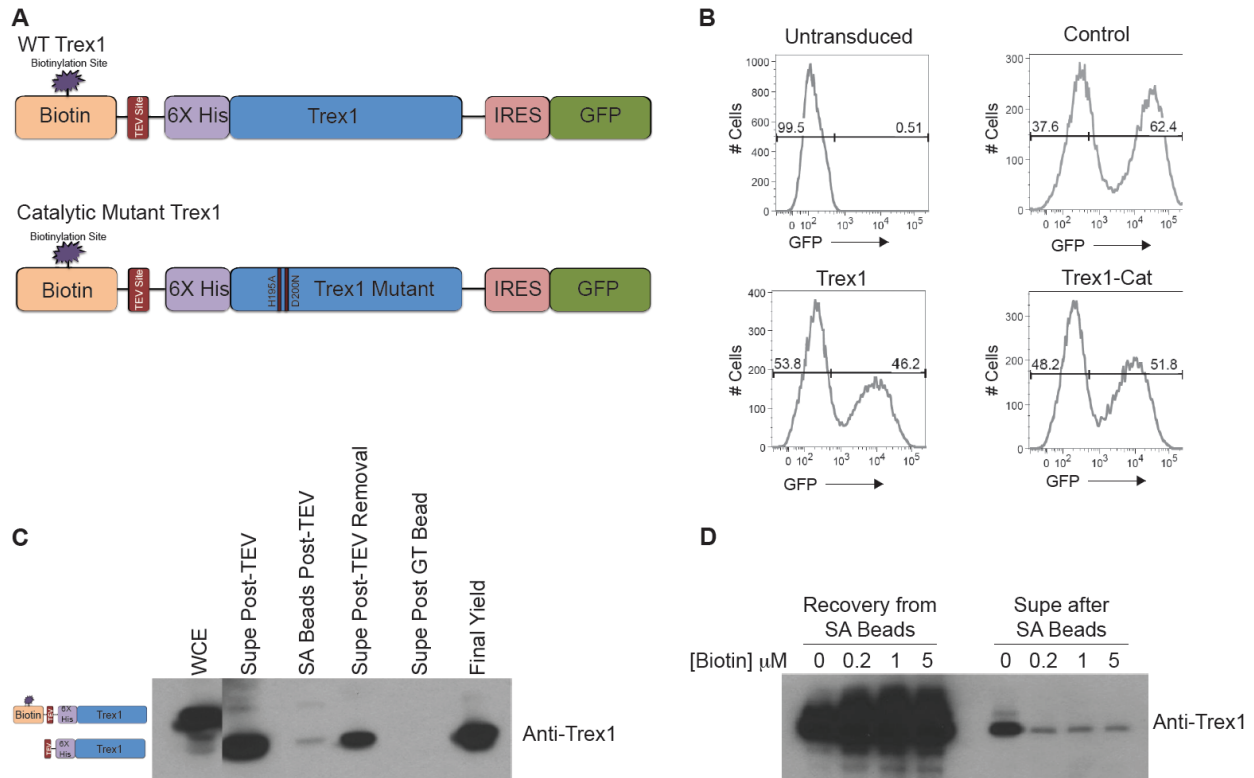 A
WT Trex1
Biotinylation Site
Biotin
TEV Site
6X His
Trex1
IRES
GFP
Catalytic Mutant Trex1
Biotinylation Site
Biotin
TEV Site
6X His
H195A
D200N
Trex1 Mutant
IRES
GFP
B
Untransduced
# Cells
1000
800
600
400
200
0
99.5
0.51
0 10² 10³ 10⁴ 10⁵
GFP
Control
# Cells
300
200
100
0
37.6
62.4
0 10² 10³ 10⁴ 10⁵
GFP
Trex1
# Cells
400
300
200
100
0
53.8
46.2
0 10² 10³ 10⁴ 10⁵
GFP
Trex1-Cat
# Cells
300
200
100
0
48.2
51.8
0 10² 10³ 10⁴ 10⁵
GFP
C
WCE
Supe Post-TEV
SA Beads Post-TEV
Supe Post-TEV Removal
Supe Post GT Bead
Final Yield
Biotin
TEV
6X His
Trex1
TEV
6X His
Trex1
Anti-Trex1
D
Recovery from SA Beads
Supe after SA Beads
[Biotin] µM 0 0.2 1 5 0 0.2 1 5
Anti-Trex1